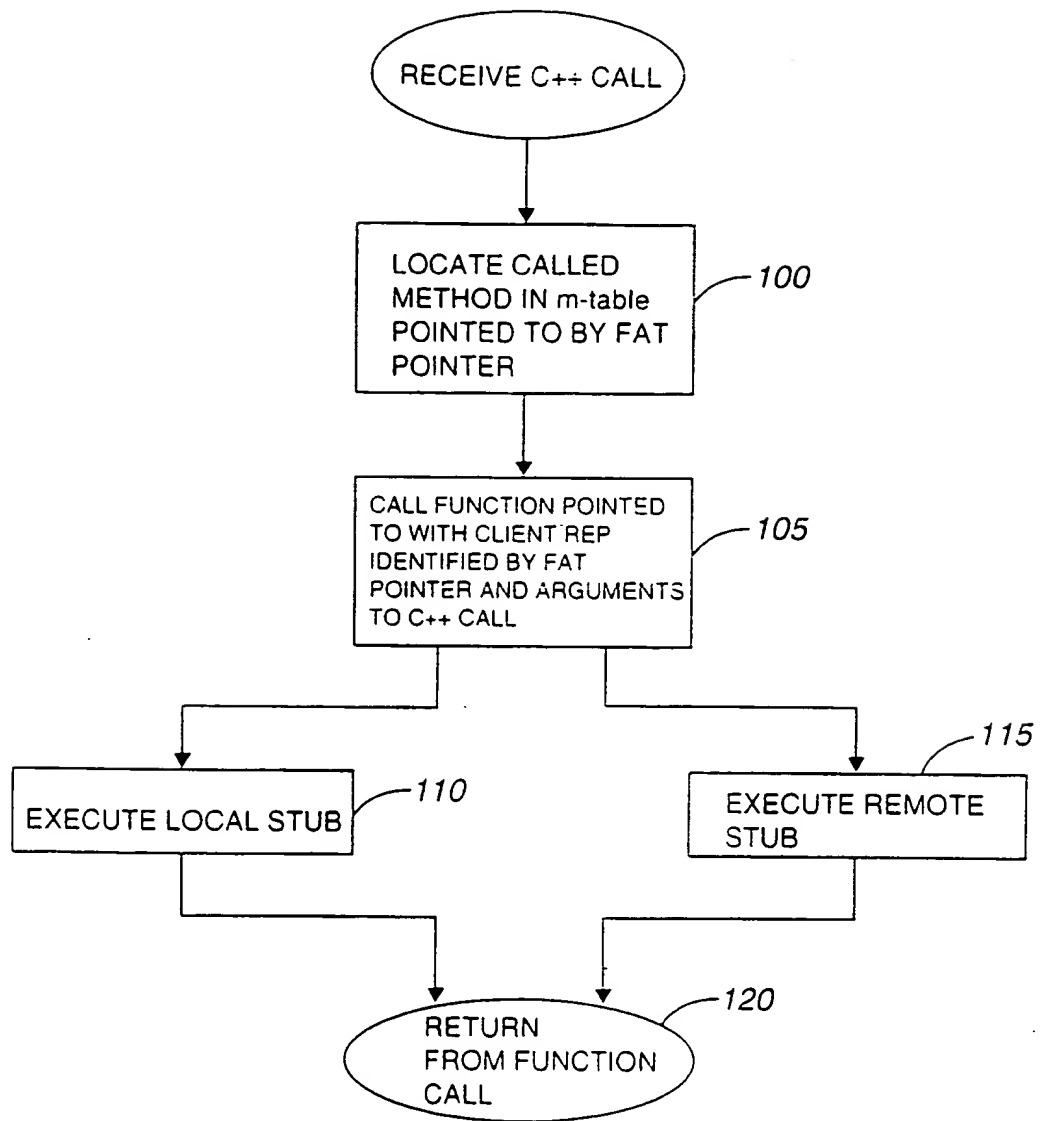 RECEIVE C++ CALL
LOCATE CALLED
METHOD IN m-table
POINTED TO BY FAT
POINTER
100
CALL FUNCTION POINTED
TO WITH CLIENT REP
IDENTIFIED BY FAT
POINTER AND ARGUMENTS
TO C++ CALL
105
EXECUTE LOCAL STUB
110
EXECUTE REMOTE
STUB
115
RETURN
FROM FUNCTION
CALL
120